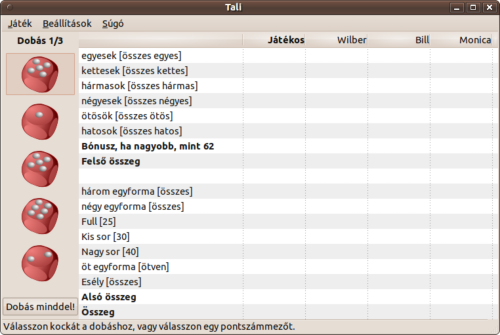 Tali
Játék Beállítások Súgó
Dobás 1/3 Játékos Wilber Bill Monica
egyesek [összes egyes]
kettesek [összes kettes]
hármasok [összes hármas]
négyesek [összes négyes]
ötösök [összes ötös]
hatosok [összes hatos]
Bónusz, ha nagyobb, mint 62
Felső összeg
három egyforma [összes]
négy egyforma [összes]
Full [25]
Kis sor [30]
Nagy sor [40]
öt egyforma [ötven]
Esély [összes]
Alsó összeg
Dobás minddel! Összeg
Válasszon kockát a dobáshoz, vagy válasszon egy pontszámmezőt.